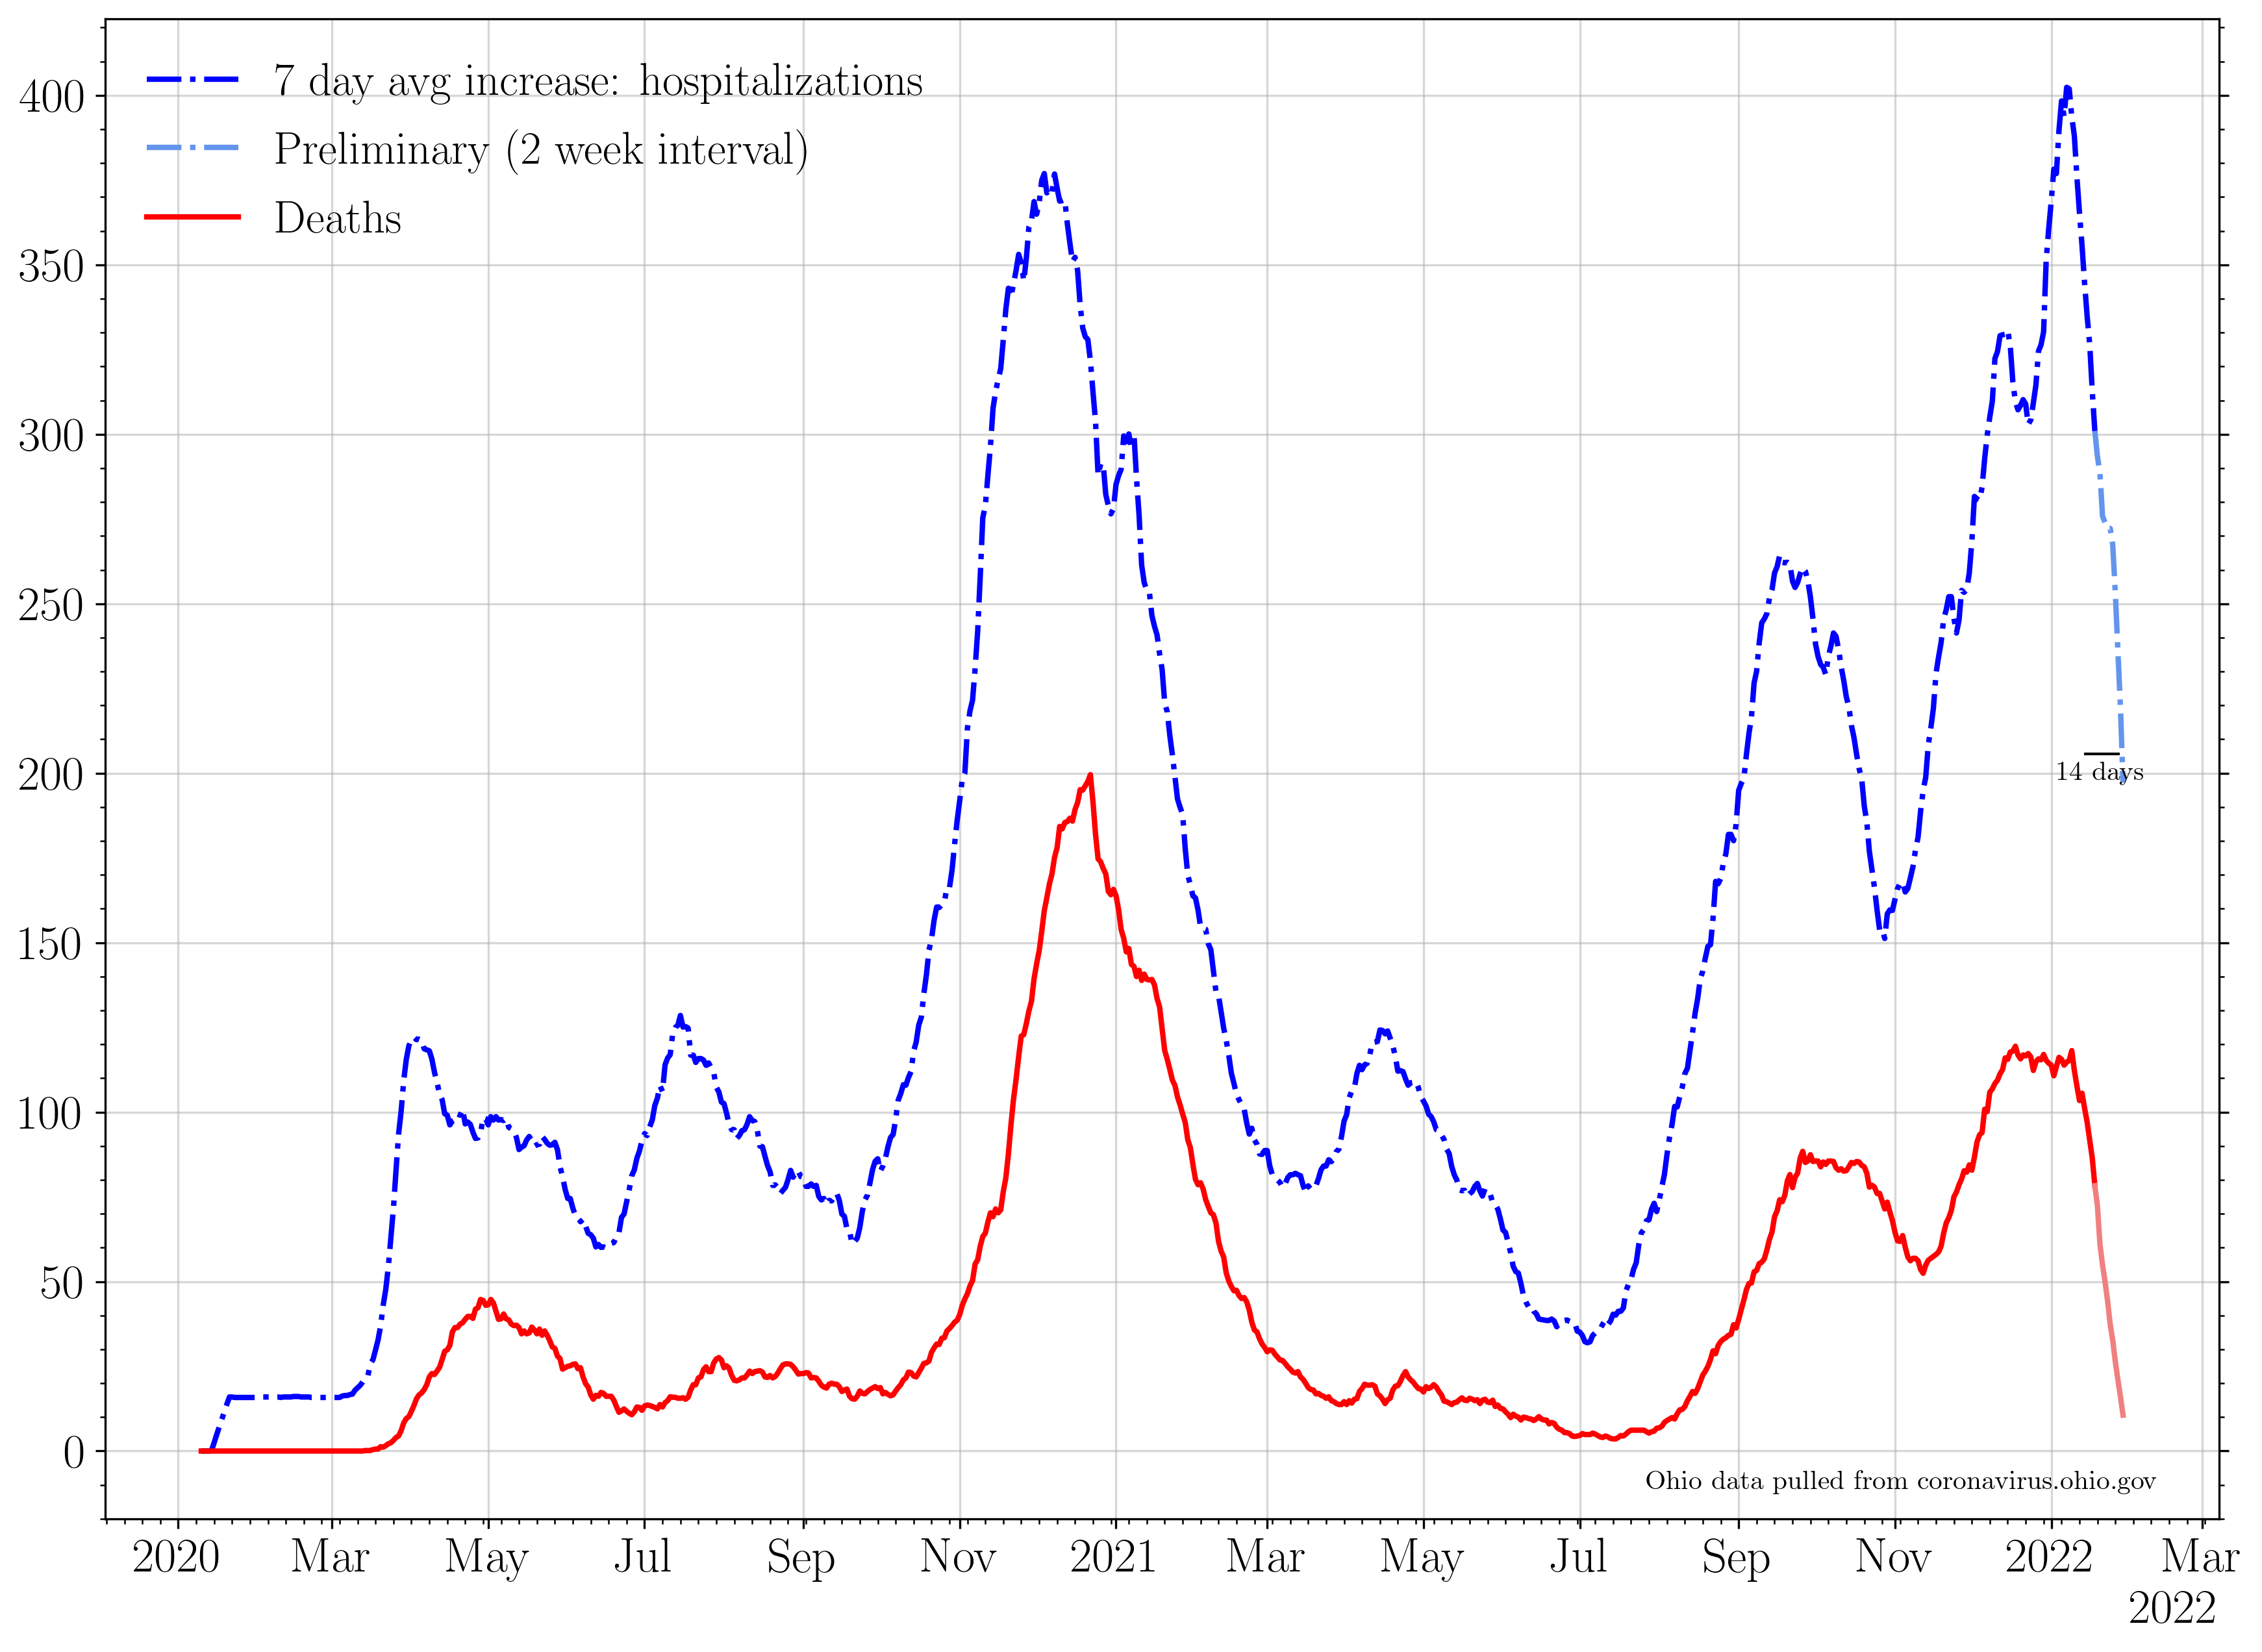 7 day avg increase: hospitalizations
Preliminary (2 week interval)
Deaths
400
350
300
250
200
150
100
50
0
14 days
Ohio data pulled from coronavirus.ohio.gov
2020 Mar May Jul Sep Nov 2021 Mar May Jul Sep Nov 2022 Mar
2022